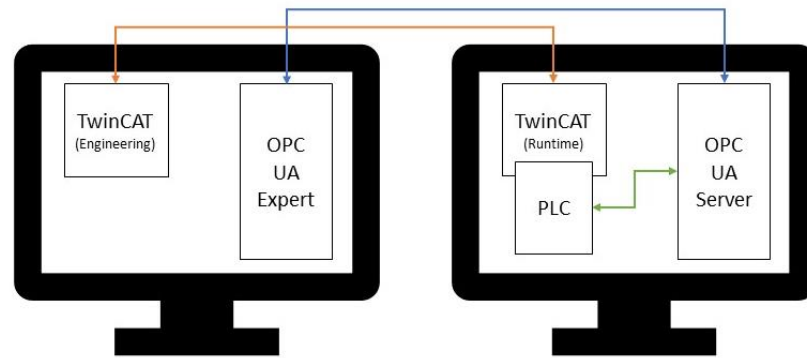 TwinCAT
(Engineering)
OPC
UA
Expert
TwinCAT
(Runtime)
PLC
OPC
UA
Server